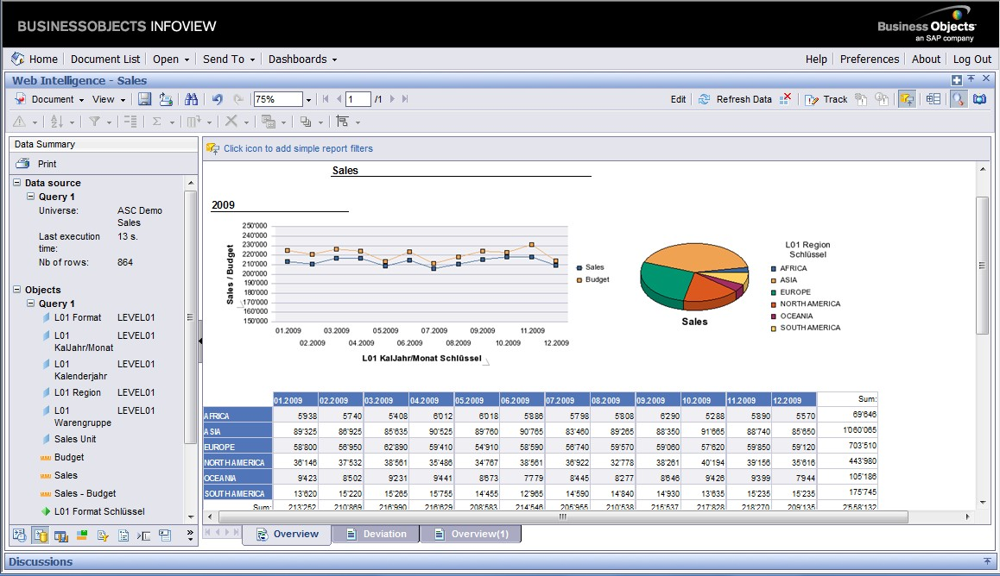 BUSINESSOBJECTS INFOVIEW
Business Objects
an SAP company
Home Document List Open Send To Dashboards Help Preferences About Log Out
Web Intelligence - Sales
Document View 75% 1 /1 Edit Refresh Data Track
Data Summary
Click icon to add simple report filters
Print
Data source
Query 1
Universe: ASC Demo Sales
Last execution time: 13 s.
Nb of rows: 864
Objects
Query 1
L01 Format LEVEL01
L01 KalJahr/Monat LEVEL01
L01 Kalenderjahr LEVEL01
L01 Region LEVEL01
L01 Warengruppe LEVEL01
Sales Unit
Budget
Sales
Sales - Budget
L01 Format Schlüssel
Sales
2009
Sales / Budget
250'000
240'000
230'000
220'000
210'000
200'000
190'000
180'000
170'000
160'000
150'000
01.2009 03.2009 05.2009 07.2009 09.2009 11.2009
02.2009 04.2009 06.2009 08.2009 10.2009 12.2009
L01 KalJahr/Monat Schlüssel
Sales
Budget
Sales
L01 Region
Schlüssel
AFRICA
ASIA
EUROPE
NORTH AMERICA
OCEANIA
SOUTH AMERICA
01.2009 02.2009 03.2009 04.2009 05.2009 06.2009 07.2009 08.2009 09.2009 10.2009 11.2009 12.2009 Sum:
AFRICA 5'938 5'740 5'408 6'012 6'018 5'886 5'798 5'808 6'290 5'288 5'890 5'570 69'646
ASIA 89'325 86'925 85'635 90'525 89'760 90'765 83'460 89'265 88'350 91'665 88'740 85'650 1'060'065
EUROPE 58'800 56'950 62'890 59'410 54'910 58'590 56'740 59'570 59'060 57'620 59'850 59'120 703'510
NORTH AMERICA 36'146 37'532 38'561 35'486 34'767 38'561 36'922 32'778 38'261 40'194 39'156 35'616 443'980
OCEANIA 9'423 8'502 9'231 9'441 8'673 7'779 8'445 8'277 8'646 9'426 9'399 7'944 105'186
SOUTH AMERICA 13'620 15'220 15'265 15'755 14'455 12'965 14'590 14'840 14'930 13'635 15'235 15'235 175'745
Sum: 213'252 210'869 216'990 216'629 208'583 214'546 205'955 210'538 215'537 217'828 218'270 209'135 2'558'132
Overview Deviation Overview(1)
Discussions